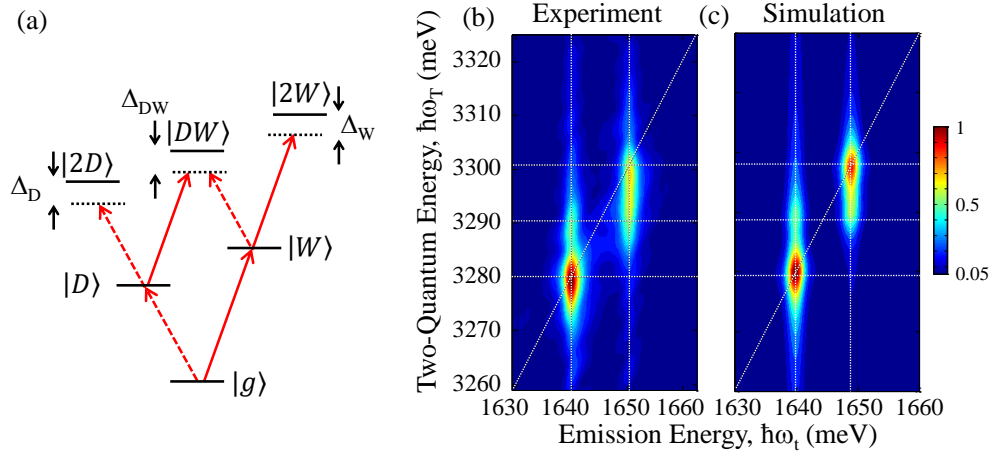 (a)
Δ_DW
|2W⟩
|DW⟩
Δ_W
|2D⟩
Δ_D
|W⟩
|D⟩
|g⟩
(b) Experiment
(c) Simulation
Two-Quantum Energy, ħω_T (meV)
3320
3310
3300
3290
3280
3270
3260
1630 1640 1650 1660
1630 1640 1650 1660
Emission Energy, ħω_t (meV)
1
0.5
0.05